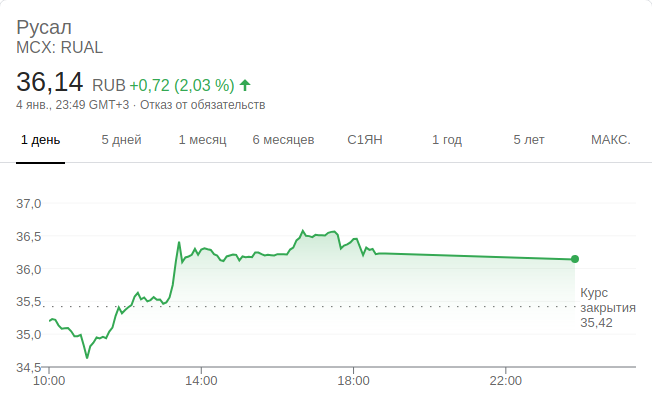 Русал
MCX: RUAL
36,14 RUB +0,72 (2,03 %)
4 янв., 23:49 GMT+3 · Отказ от обязательств
1 день 5 дней 1 месяц 6 месяцев С1ЯН 1 год 5 лет МАКС.
37,0
36,5
36,0
35,5
35,0
34,5
Курс
закрытия
35,42
10:00 14:00 18:00 22:00